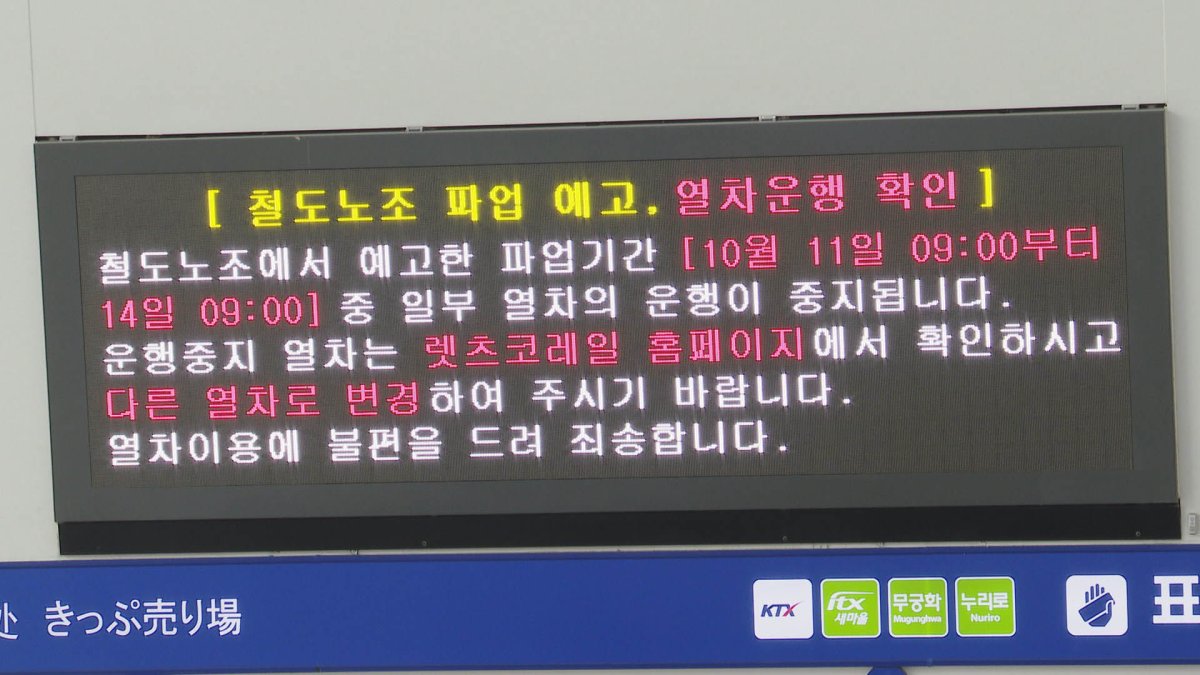 [ 철도노조 파업 예고, 열차운행 확인 ]
철도노조에서 예고한 파업기간 [10월 11일 09:00부터
14일 09:00] 중 일부 열차의 운행이 중지됩니다.
운행중지 열차는 렛츠코레일 홈페이지에서 확인하시고
다른 열차로 변경하여 주시기 바랍니다.
열차이용에 불편을 드려 죄송합니다.
处 きっぷ売り場
KTX
itx 새마을
무궁화 Mugunghwa
누리로 Nuriro
표